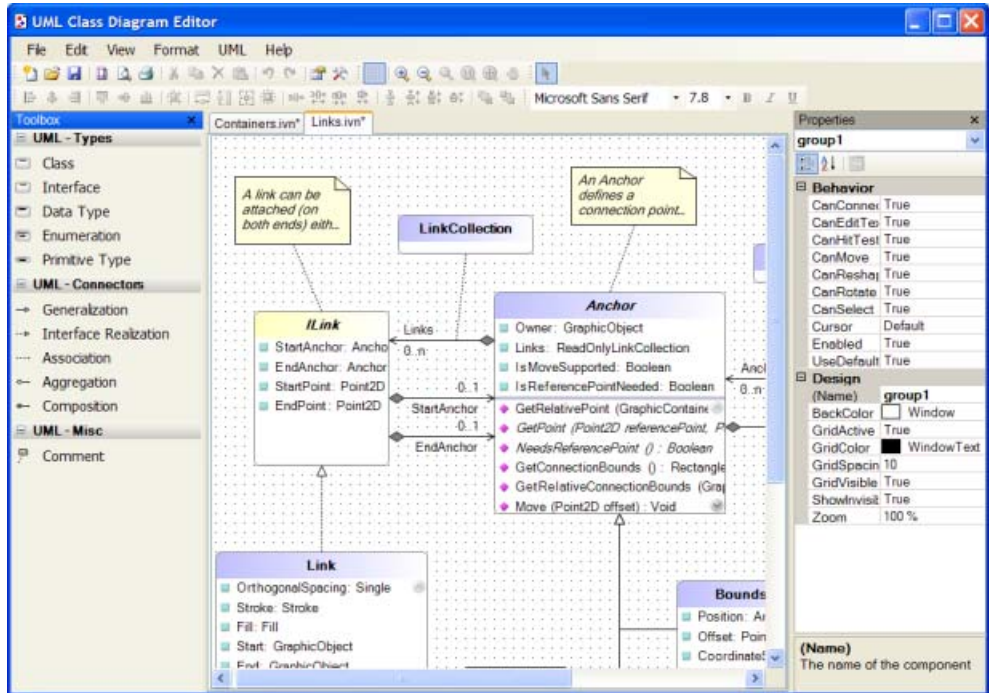 UML Class Diagram Editor
File Edit View Format UML Help
Microsoft Sans Serif 7.8 B I U
Toolbox
UML - Types
Class
Interface
Data Type
Enumeration
Primitive Type
UML - Connectors
Generalization
Interface Realization
Association
Aggregation
Composition
UML - Misc
Comment
Containers.ivn* Links.ivn*
A link can be
attached (on
both ends) eith...
An Anchor
defines a
connection point...
LinkCollection
ILink
StartAnchor: Ancho
EndAnchor: Anchor
StartPoint: Point2D
EndPoint: Point2D
Links
0..n
0..1
StartAnchor
0..1
EndAnchor
Anchor
Owner: GraphicObject
Links: ReadOnlyLinkCollection
IsMoveSupported: Boolean
IsReferencePointNeeded: Boolean
GetRelativePoint (GraphicContaine
GetPoint (Point2D referencePoint, P
NeedsReferencePoint () : Boolean
GetConnectionBounds () : Rectangle
GetRelativeConnectionBounds (Grap
Move (Point2D offset) : Void
Ancl
0..n
Link
OrthogonalSpacing: Single
Stroke: Stroke
Fill: Fill
Start: GraphicObject
End: GraphicObject
Bounds
Position: An
Offset: Poin
CoordinateS
Properties
group1
Behavior
CanConnec True
CanEditTex True
CanHitTest True
CanMove True
CanReshap True
CanRotate True
CanSelect True
Cursor Default
Enabled True
UseDefault True
Design
(Name) group1
BackColor Window
GridActive True
GridColor WindowText
GridSpacin 10
GridVisible True
ShowInvisit True
Zoom 100 %
(Name)
The name of the component